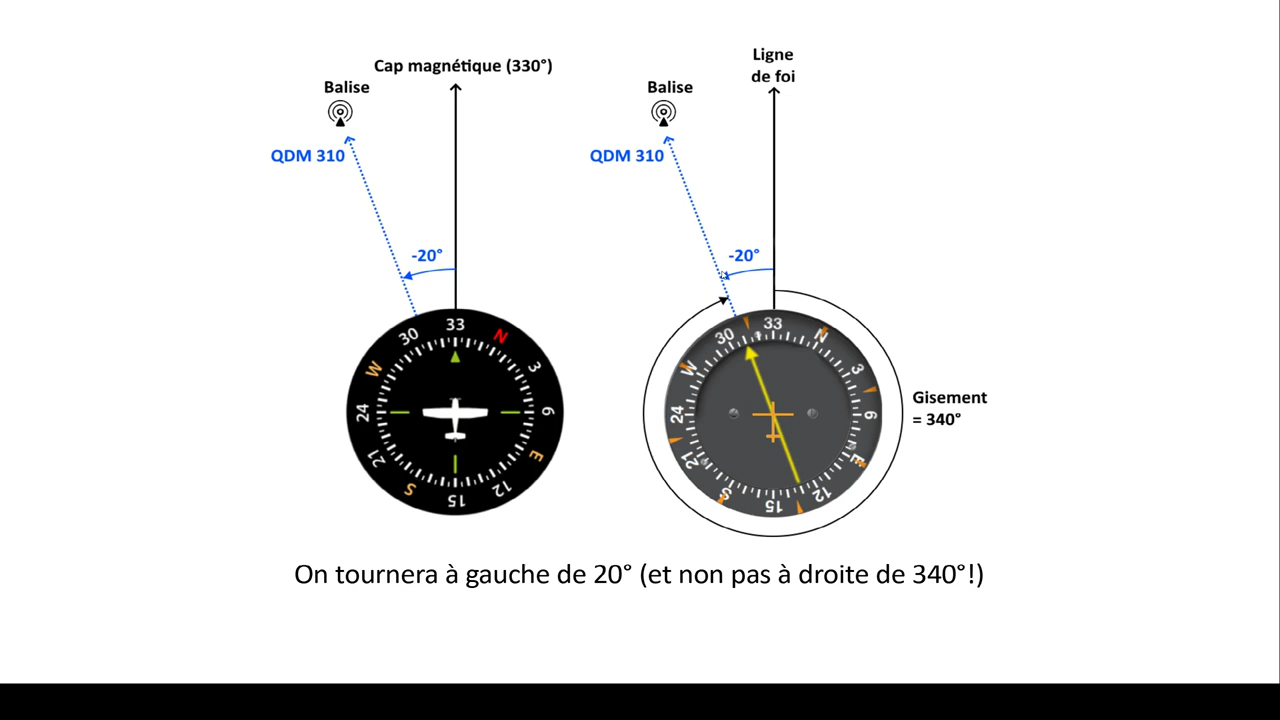 Cap magnétique (330°)
Balise
QDM 310
-20°
33
N
3
6
E
12
15
S
21
24
W
30
Ligne
de foi
Balise
QDM 310
-20°
33
N
3
6
E
12
15
S
21
24
W
30
Gisement
= 340°
On tournera à gauche de 20° (et non pas à droite de 340°!)